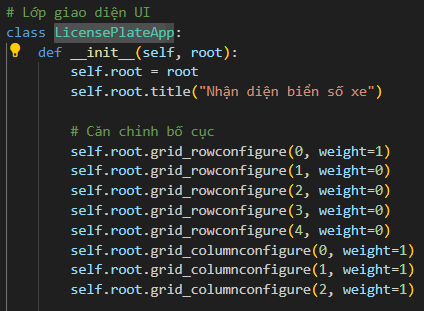 # Lớp giao diện UI
class LicensePlateApp:
    def __init__(self, root):
        self.root = root
        self.root.title("Nhận diện biển số xe")

        # Căn chỉnh bố cục
        self.root.grid_rowconfigure(0, weight=1)
        self.root.grid_rowconfigure(1, weight=0)
        self.root.grid_rowconfigure(2, weight=0)
        self.root.grid_rowconfigure(3, weight=0)
        self.root.grid_rowconfigure(4, weight=0)
        self.root.grid_columnconfigure(0, weight=1)
        self.root.grid_columnconfigure(1, weight=1)
        self.root.grid_columnconfigure(2, weight=1)